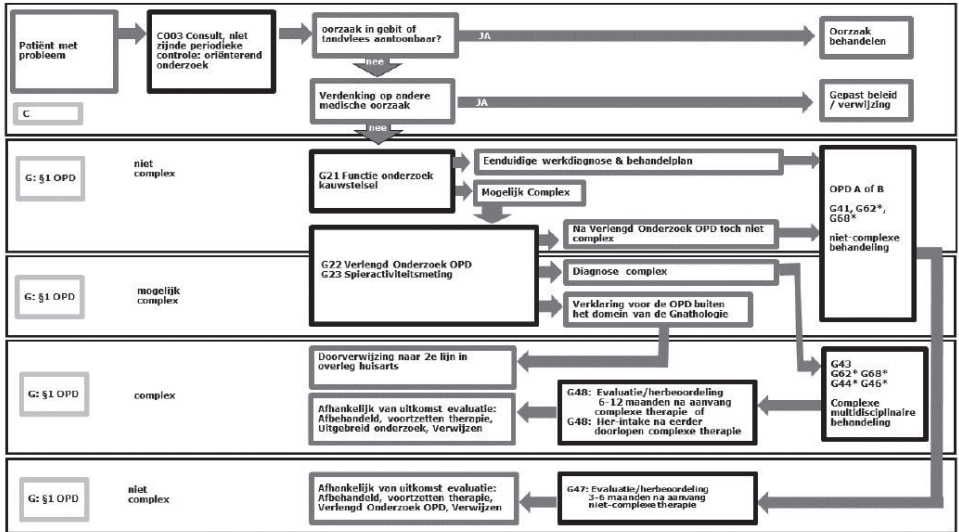 Patiënt met
probleem
C003 Consult, niet
zijnde periodieke
controle: oriënterend
onderzoek
oorzaak in gebit of
tandvlees aantoonbaar?
JA
Oorzaak
behandelen
nee
C
Verdenking op andere
medische oorzaak
JA
Gepast beleid
/ verwijzing
nee
G: §1 OPD
niet
complex
G21 Functie onderzoek
kauwstelsel
Eenduidige werkdiagnose & behandelplan
Mogelijk Complex
OPD A of B
G41, G62*,
G68*
niet-complexe
behandeling
Na Verlengd Onderzoek OPD toch niet
complex
G22 Verlengd Onderzoek OPD
G23 Spieractiviteitsmeting
G: §1 OPD
mogelijk
complex
Diagnose complex
Verklaring voor de OPD buiten
het domein van de Gnathologie
G: §1 OPD
complex
Doorverwijzing naar 2e lijn in
overleg huisarts
Afhankelijk van uitkomst evaluatie:
Afbehandeld, voortzetten therapie,
Uitgebreid onderzoek, Verwijzen
G48: Evaluatie/herbeoordeling
6-12 maanden na aanvang
complexe therapie of
G48: Her-intake na eerder
doorlopen complexe therapie
G43
G62* G68*
G44* G46*
Complexe
multidisciplinaire
behandeling
G: §1 OPD
niet
complex
Afhankelijk van uitkomst evaluatie:
Afbehandeld, voortzetten therapie,
Verlengd Onderzoek OPD, Verwijzen
G47: Evaluatie/herbeoordeling
3-6 maanden na aanvang
niet-complexe therapie